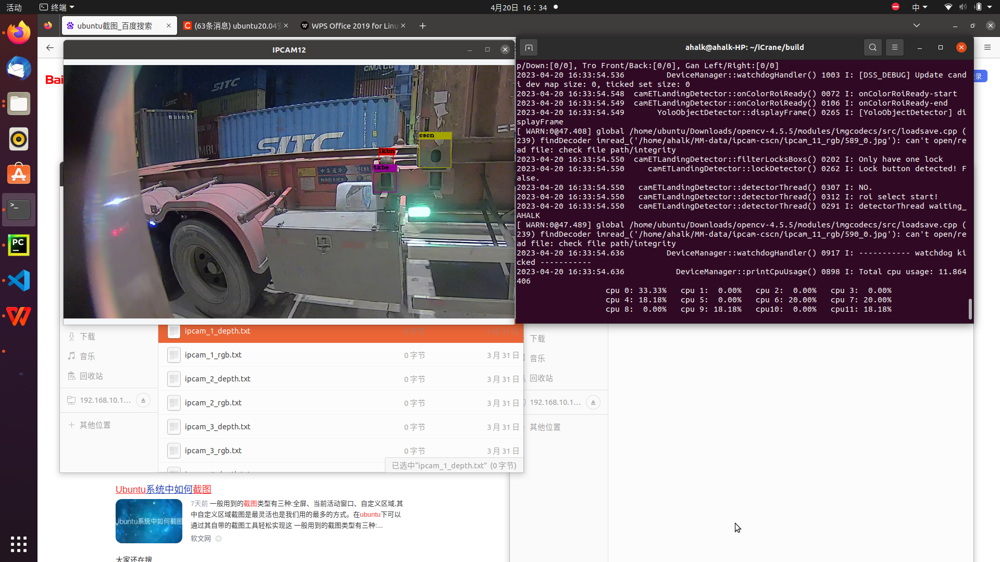 活动
终端
4月20日 16：34
中
ubuntu截图_百度搜索
(63条消息) ubuntu20.04安
WPS Office 2019 for Linu
Bai
IPCAM12
SITC
CMA CG
SITC
SITC
中集通华
cscn
lkbn
tkbe
ahalk@ahalk-HP: ~/iCrane/build
p/Down:[0/0], Tro Front/Back:[0/0], Gan Left/Right:[0/0]
2023-04-20 16:33:54.536 DeviceManager::watchdogHandler() 1003 I: [DSS_DEBUG] Update cand
i dev map size: 0, ticked set size: 0
2023-04-20 16:33:54.548 camETLandingDetector::onColorRoiReady() 0072 I: onColorRoiReady-start
2023-04-20 16:33:54.549 camETLandingDetector::onColorRoiReady() 0106 I: onColorRoiReady-end
2023-04-20 16:33:54.549 YoloObjectDetector::displayFrame() 0265 I: [YoloObjectDetector] di
splayFrame
[ WARN:0@47.408] global /home/ubuntu/Downloads/opencv-4.5.5/modules/imgcodecs/src/loadsave.cpp (
239) findDecoder imread_('/home/ahalk/MM-data/ipcam-cscn/ipcam_11_rgb/589_0.jpg'): can't open/re
ad file: check file path/integrity
2023-04-20 16:33:54.550 camETLandingDetector::filterLocksBoxs() 0202 I: Only have one lock
2023-04-20 16:33:54.550 camETLandingDetector::lockDetector() 0262 I: Lock button detected! F
alse.
2023-04-20 16:33:54.550 camETLandingDetector::detectorThread() 0307 I: NO.
2023-04-20 16:33:54.550 camETLandingDetector::detectorThread() 0312 I: roi select start!
2023-04-20 16:33:54.550 camETLandingDetector::detectorThread() 0291 I: detectorThread waiting_
AHALK
[ WARN:0@47.489] global /home/ubuntu/Downloads/opencv-4.5.5/modules/imgcodecs/src/loadsave.cpp (
239) findDecoder imread_('/home/ahalk/MM-data/ipcam-cscn/ipcam_11_rgb/590_0.jpg'): can't open/re
ad file: check file path/integrity
2023-04-20 16:33:54.636 DeviceManager::watchdogHandler() 0917 I: ----------- watchdog ki
cked -----------
2023-04-20 16:33:54.636 DeviceManager::printCpuUsage() 0898 I: Total cpu usage: 11.864
406
cpu 0: 33.33% cpu 1: 0.00% cpu 2: 0.00% cpu 3: 0.00%
cpu 4: 18.18% cpu 5: 0.00% cpu 6: 20.00% cpu 7: 20.00%
cpu 8: 0.00% cpu 9: 18.18% cpu10: 0.00% cpu11: 18.18%
录
下载
音乐
回收站
192.168.10.1…
其他位置
ipcam_1_depth.txt 0 字节 3 月 31 日
ipcam_1_rgb.txt 0 字节 3 月 31 日
ipcam_2_depth.txt 0 字节 3 月 31 日
ipcam_2_rgb.txt 0 字节 3 月 31 日
ipcam_3_depth.txt 0 字节 3 月 31 日
ipcam_3_rgb.txt 0 字节 3 月 31 日
已选中“ipcam_1_depth.txt” (0 字节)
下载
音乐
回收站
192.168.10.1…
其他位置
Ubuntu系统中如何截图
Ubuntu系统中如何截图
7天前 一般用到的截图类型有三种:全屏、当前活动窗口、自定义区域,其
中自定义区域截图是最灵活也是我们用的最多的方式。在ubuntu下可以
通过其自带的截图工具轻松实现这 一般用到的截图类型有三种:...
软文网
大家还在搜